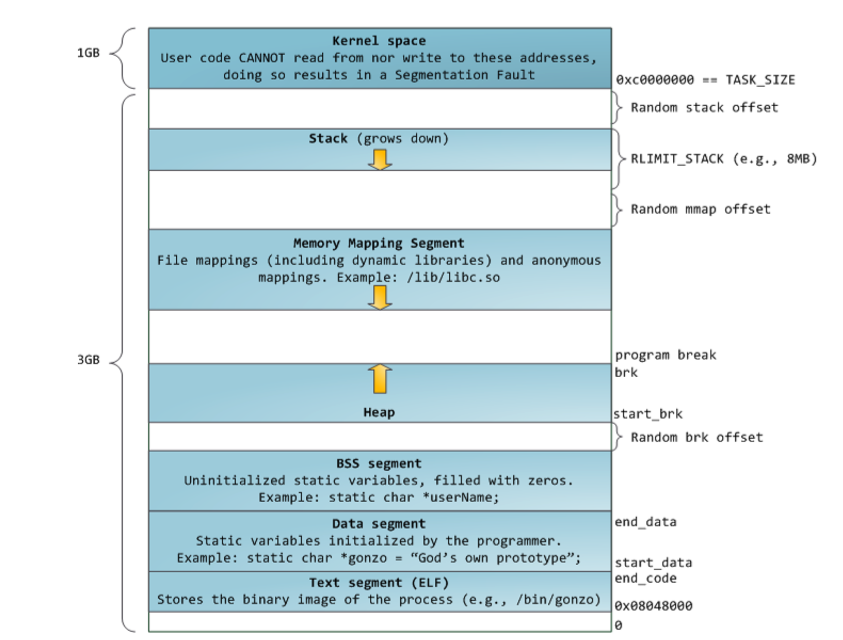 1GB
Kernel space
User code CANNOT read from nor write to these addresses,
doing so results in a Segmentation Fault
0xc0000000 == TASK_SIZE
Random stack offset
Stack (grows down)
RLIMIT_STACK (e.g., 8MB)
Random mmap offset
Memory Mapping Segment
File mappings (including dynamic libraries) and anonymous
mappings. Example: /lib/libc.so
3GB
program break
brk
Heap
start_brk
Random brk offset
BSS segment
Uninitialized static variables, filled with zeros.
Example: static char *userName;
Data segment
Static variables initialized by the programmer.
Example: static char *gonzo = “God’s own prototype”;
end_data
start_data
end_code
Text segment (ELF)
Stores the binary image of the process (e.g., /bin/gonzo)
0x08048000
0